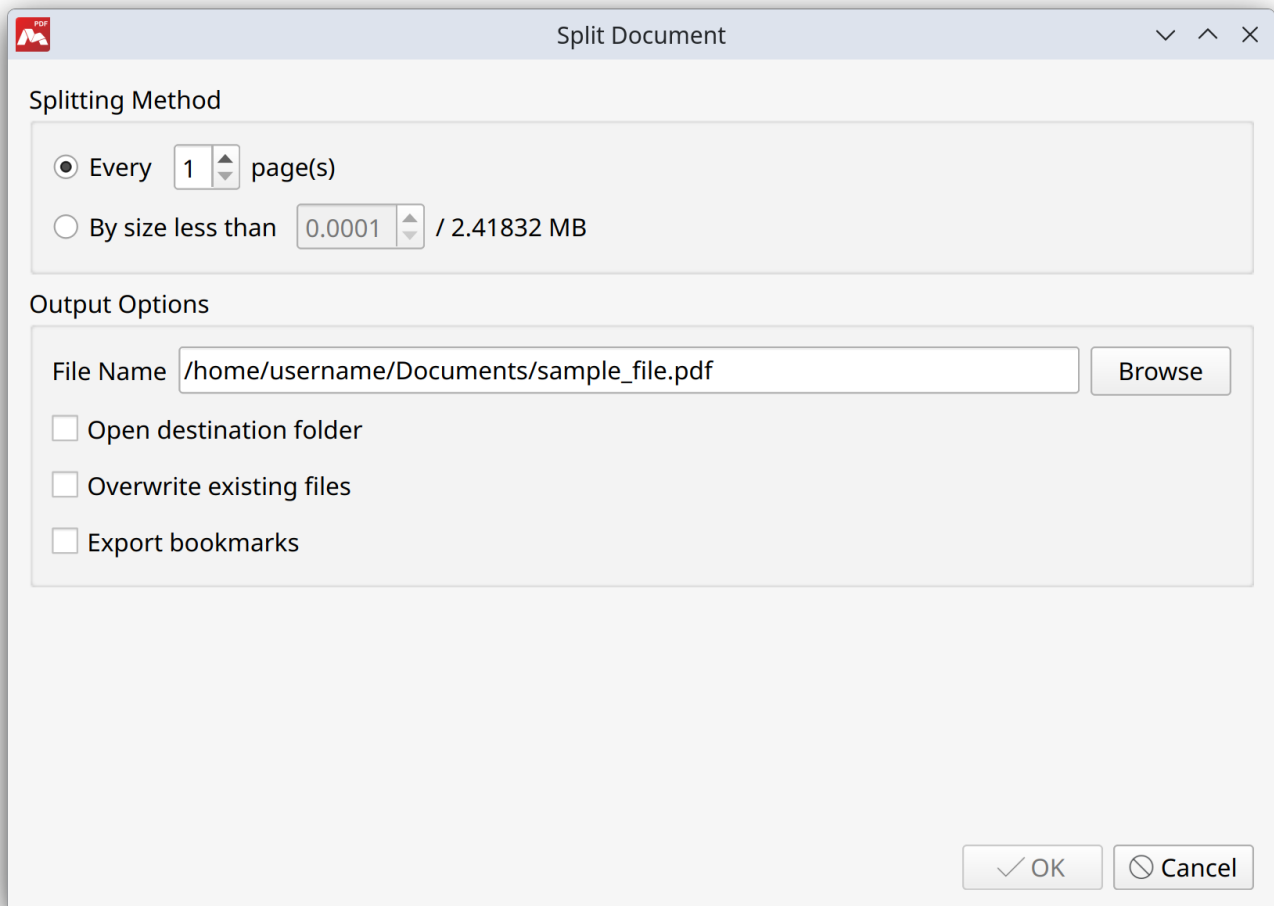 PDF
Split Document
Splitting Method
Every 1 page(s)
By size less than 0.0001 / 2.41832 MB
Output Options
File Name /home/username/Documents/sample_file.pdf Browse
Open destination folder
Overwrite existing files
Export bookmarks
OK Cancel